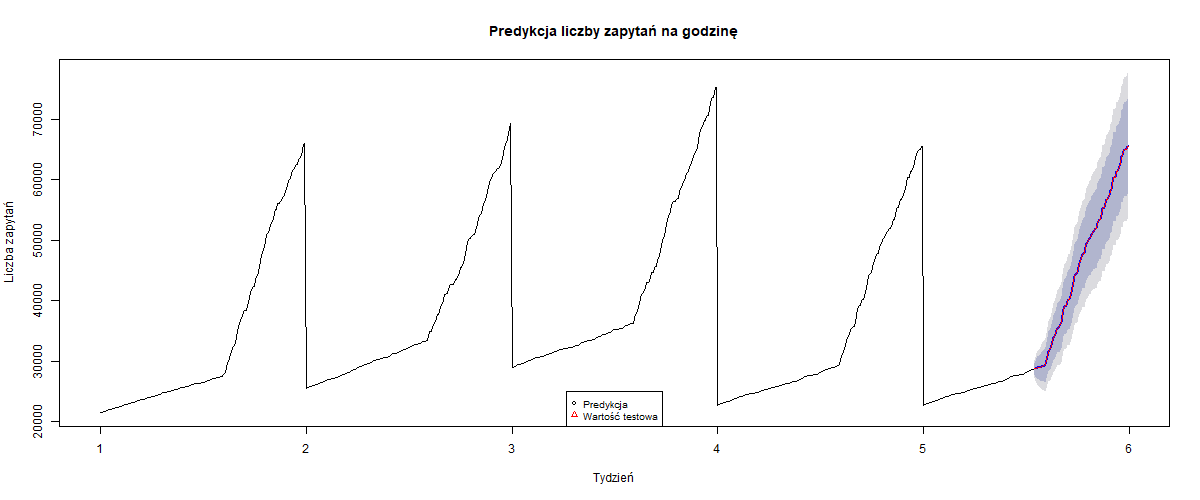 Predykcja liczby zapytań na godzinę
Liczba zapytań
70000
60000
50000
40000
30000
20000
Predykcja
Wartość testowa
1 2 3 4 5 6
Tydzień